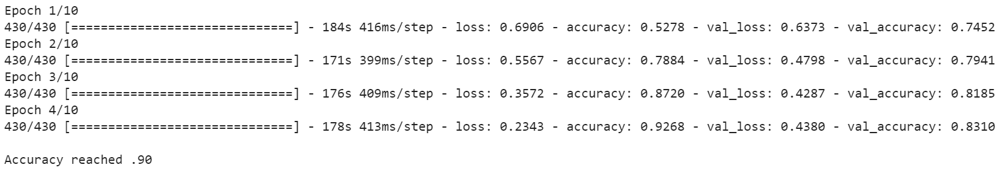 Epoch 1/10
430/430 [==============================] - 184s 416ms/step - loss: 0.6906 - accuracy: 0.5278 - val_loss: 0.6373 - val_accuracy: 0.7452
Epoch 2/10
430/430 [==============================] - 171s 399ms/step - loss: 0.5567 - accuracy: 0.7884 - val_loss: 0.4798 - val_accuracy: 0.7941
Epoch 3/10
430/430 [==============================] - 176s 409ms/step - loss: 0.3572 - accuracy: 0.8720 - val_loss: 0.4287 - val_accuracy: 0.8185
Epoch 4/10
430/430 [==============================] - 178s 413ms/step - loss: 0.2343 - accuracy: 0.9268 - val_loss: 0.4380 - val_accuracy: 0.8310
Accuracy reached .90